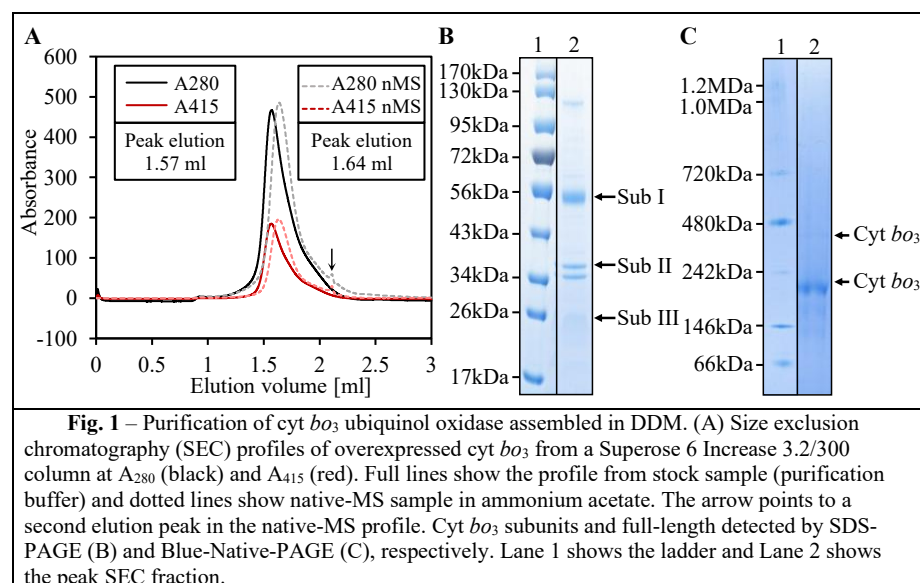 A
600
500
400
300
200
100
0
-100
Absorbance
0 0.5 1 1.5 2 2.5 3
Elution volume [ml]
A280
A415
Peak elution
1.57 ml
A280 nMS
A415 nMS
Peak elution
1.64 ml
B
1 2
170kDa
130kDa
95kDa
72kDa
56kDa
43kDa
34kDa
26kDa
17kDa
Sub I
Sub II
Sub III
C
1 2
1.2MDa
1.0MDa
720kDa
480kDa
242kDa
146kDa
66kDa
Cyt bo₃
Cyt bo₃
Fig. 1 – Purification of cyt bo₃ ubiquinol oxidase assembled in DDM. (A) Size exclusion
chromatography (SEC) profiles of overexpressed cyt bo₃ from a Superose 6 Increase 3.2/300
column at A₂₈₀ (black) and A₄₁₅ (red). Full lines show the profile from stock sample (purification
buffer) and dotted lines show native-MS sample in ammonium acetate. The arrow points to a
second elution peak in the native-MS profile. Cyt bo₃ subunits and full-length detected by SDS-
PAGE (B) and Blue-Native-PAGE (C), respectively. Lane 1 shows the ladder and Lane 2 shows
the peak SEC fraction.